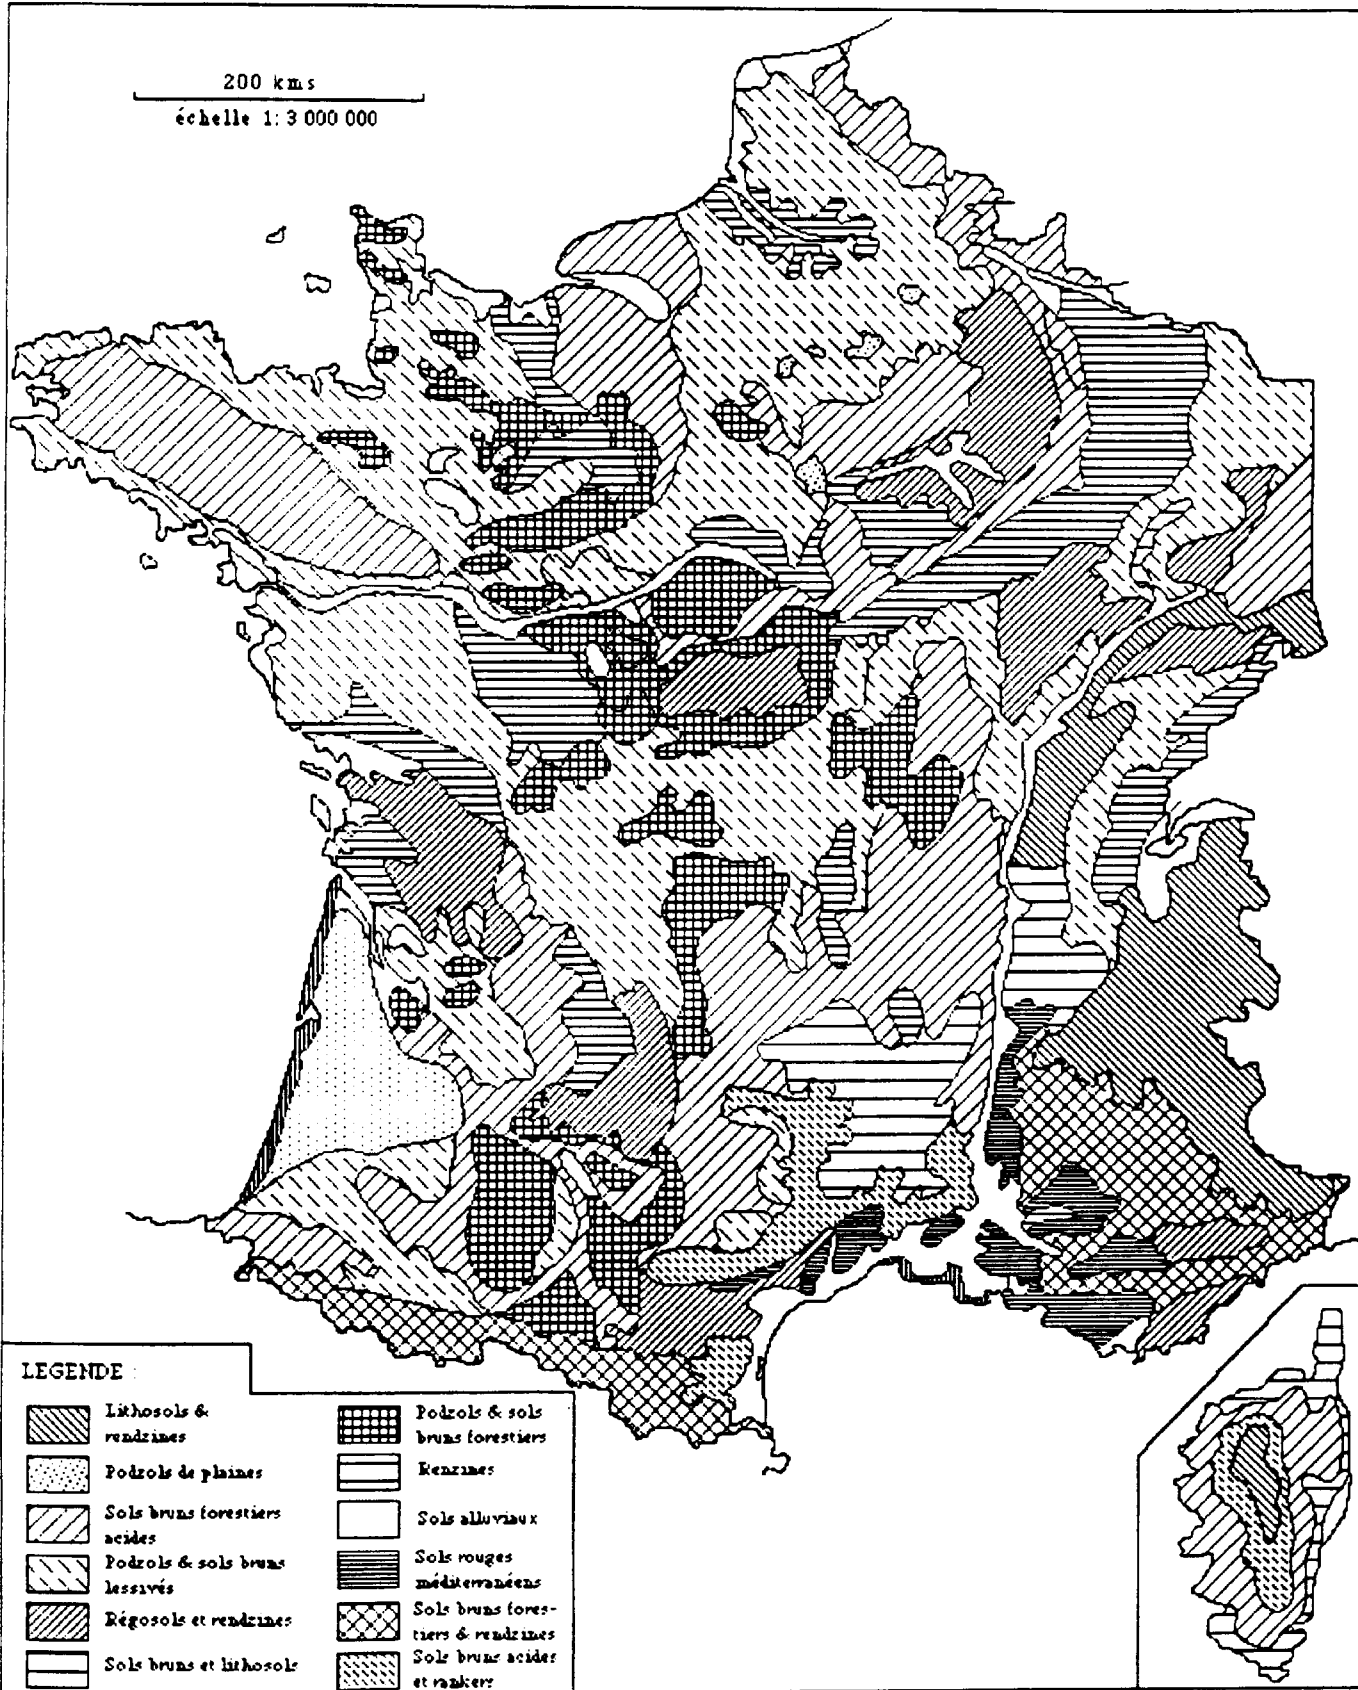 200 kms
échelle 1: 3 000 000
LEGENDE :
Lithosols &
rendzines
Podzols de plaines
Sols bruns forestiers
acides
Podzols & sols bruns
lessivés
Régosols et rendzines
Sols bruns et lithosols
Podzols & sols
bruns forestiers
Renzines
Sols alluviaux
Sols rouges
méditerranéens
Sols bruns fores-
tiers & rendzines
Sols bruns acides
et rankers